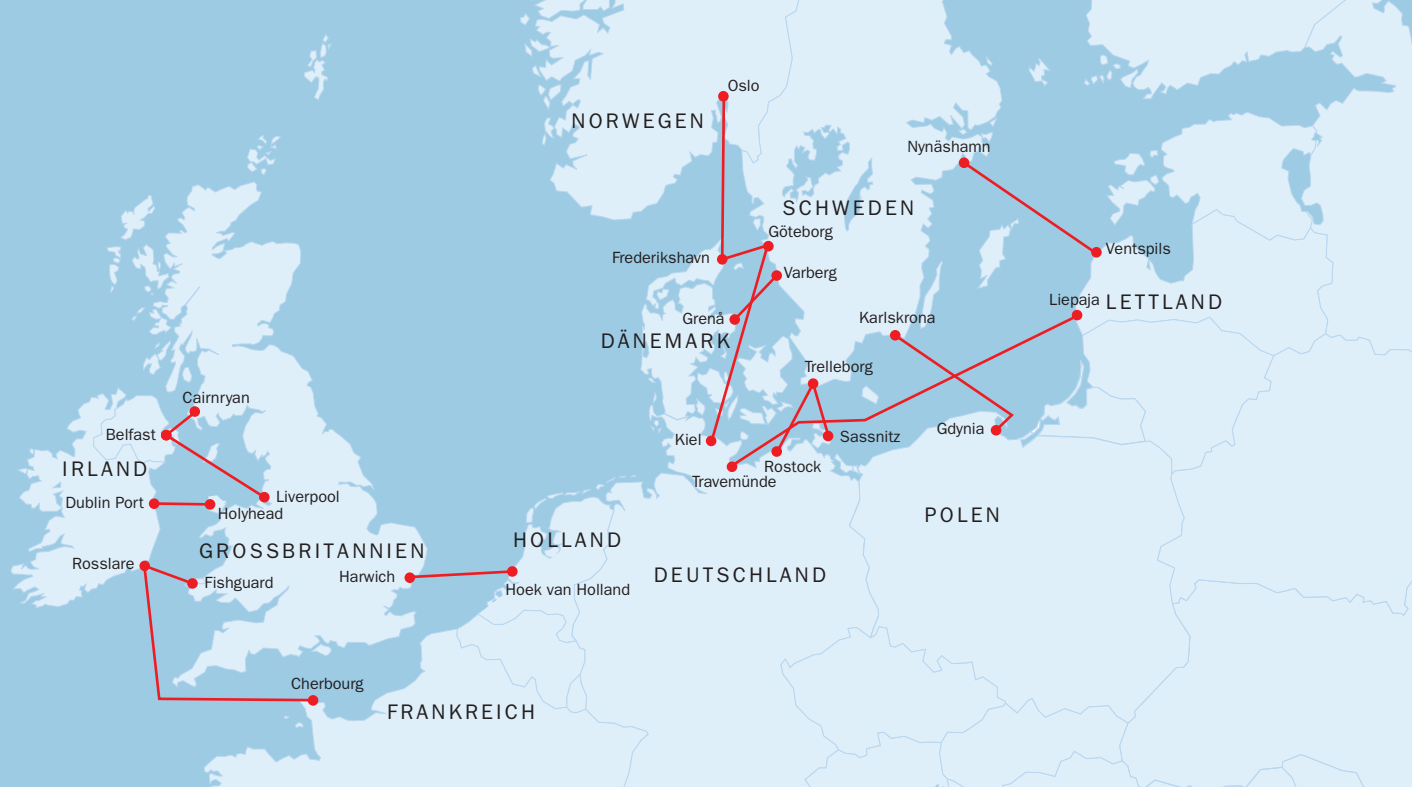 Oslo
NORWEGEN
Nynäshamn
SCHWEDEN
Göteborg
Ventspils
Frederikshavn
Varberg
Liepaja
LETTLAND
Grenå
Karlskrona
DÄNEMARK
Trelleborg
Cairnryan
Belfast
Kiel
Sassnitz
Gdynia
IRLAND
Rostock
Travemünde
Liverpool
Dublin Port
Holyhead
POLEN
HOLLAND
GROSSBRITANNIEN
Rosslare
Harwich
Fishguard
DEUTSCHLAND
Hoek van Holland
Cherbourg
FRANKREICH